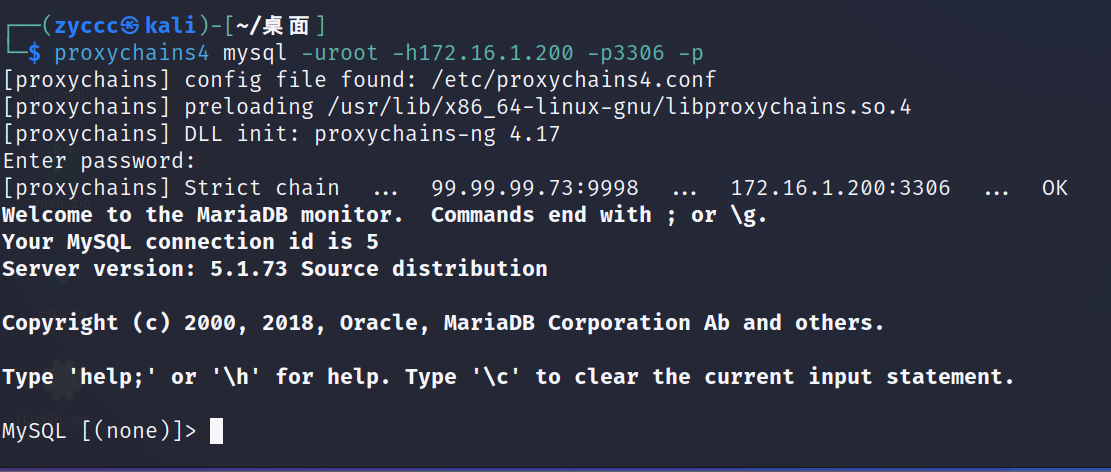 ┌──(zyccc㉿kali)-[~/桌面]
└─$ proxychains4 mysql -uroot -h172.16.1.200 -p3306 -p
[proxychains] config file found: /etc/proxychains4.conf
[proxychains] preloading /usr/lib/x86_64-linux-gnu/libproxychains.so.4
[proxychains] DLL init: proxychains-ng 4.17
Enter password:
[proxychains] Strict chain  ...  99.99.99.73:9998  ...  172.16.1.200:3306  ...  OK
Welcome to the MariaDB monitor.  Commands end with ; or \g.
Your MySQL connection id is 5
Server version: 5.1.73 Source distribution

Copyright (c) 2000, 2018, Oracle, MariaDB Corporation Ab and others.

Type 'help;' or '\h' for help. Type '\c' to clear the current input statement.

MySQL [(none)]>